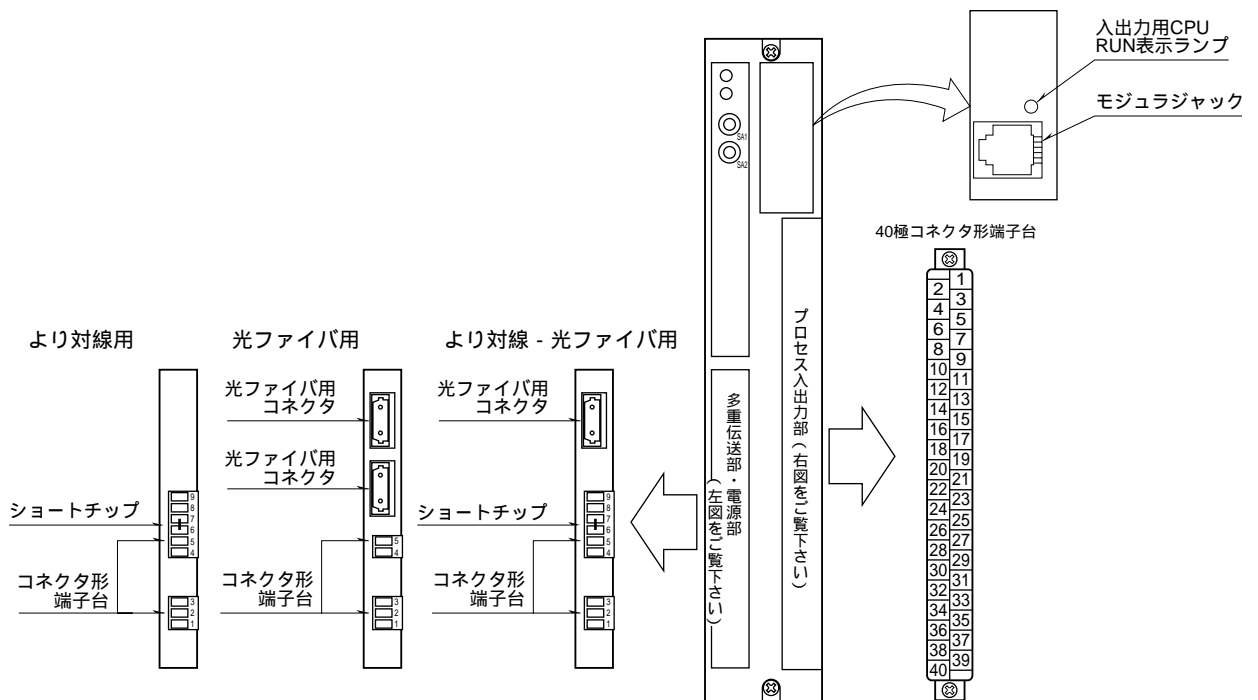 入出力用CPU
RUN表示ランプ
モジュラジャック
SA1
SA2
40極コネクタ形端子台
プロセス入出力部(右図をご覧下さい)
多重伝送部・電源部
(左図をご覧下さい)
より対線用
ショートチップ
コネクタ形
端子台
9
8
7
6
5
4
3
2
1
光ファイバ用
光ファイバ用
コネクタ
光ファイバ用
コネクタ
コネクタ形
端子台
5
4
3
2
1
より対線 - 光ファイバ用
光ファイバ用
コネクタ
ショートチップ
コネクタ形
端子台
9
8
7
6
5
4
3
2
1
1
2
3
4
5
6
7
8
9
10
11
12
13
14
15
16
17
18
19
20
21
22
23
24
25
26
27
28
29
30
31
32
33
34
35
36
37
38
39
40